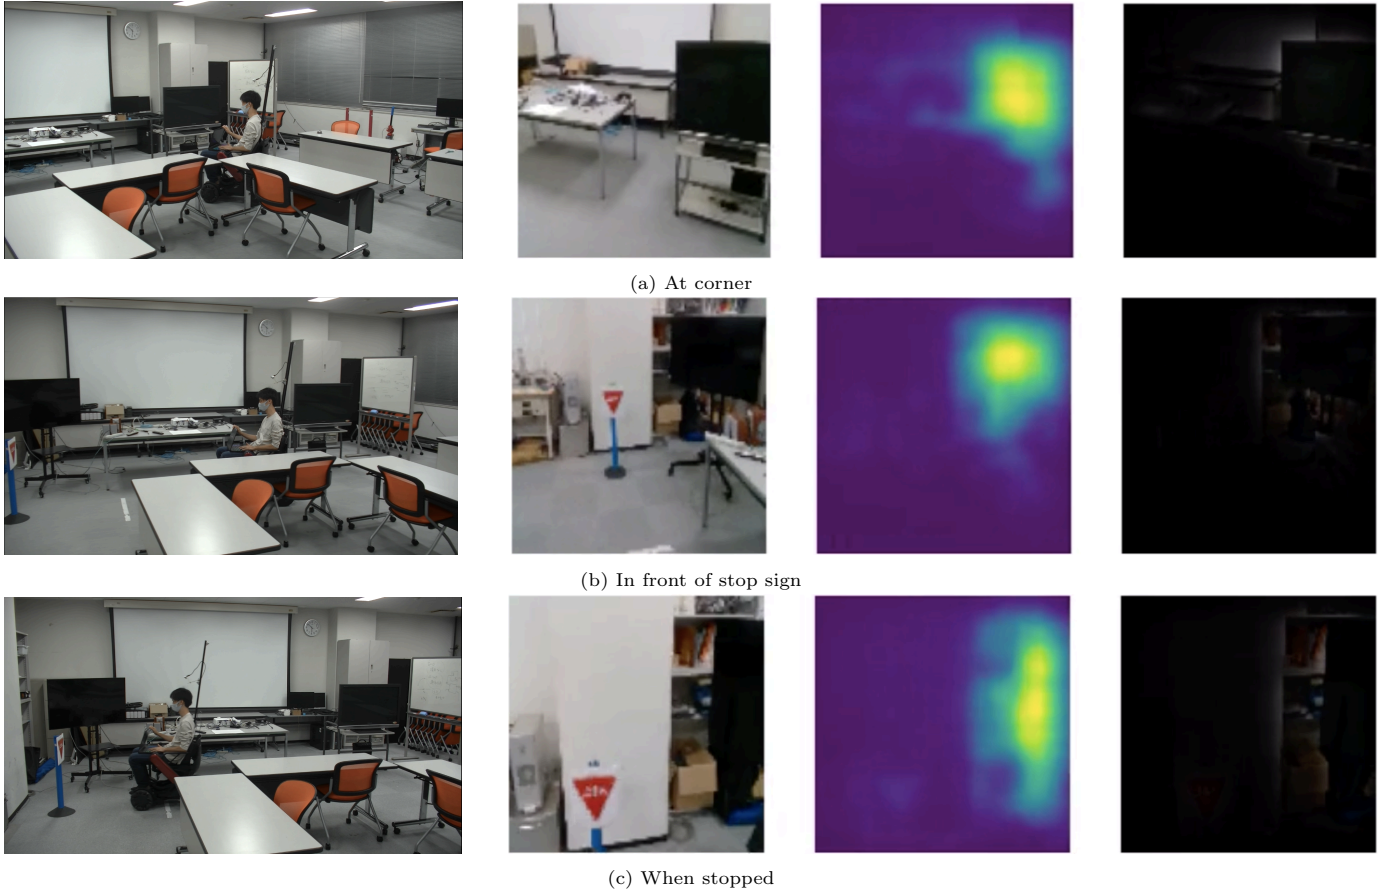 (a) At corner
(b) In front of stop sign
(c) When stopped